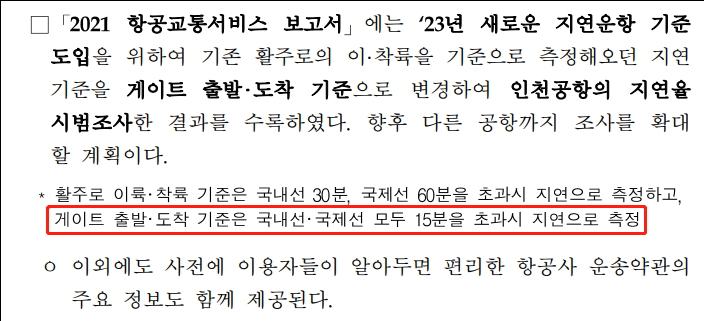 □ 「2021 항공교통서비스 보고서」에는 ‘23년 새로운 지연운항 기준
도입을 위하여 기존 활주로의 이·착륙을 기준으로 측정해오던 지연
기준을 게이트 출발·도착 기준으로 변경하여 인천공항의 지연율
시범조사한 결과를 수록하였다. 향후 다른 공항까지 조사를 확대
할 계획이다.
* 활주로 이륙·착륙 기준은 국내선 30분, 국제선 60분을 초과시 지연으로 측정하고,
게이트 출발·도착 기준은 국내선·국제선 모두 15분을 초과시 지연으로 측정
ㅇ 이외에도 사전에 이용자들이 알아두면 편리한 항공사 운송약관의
주요 정보도 함께 제공된다.